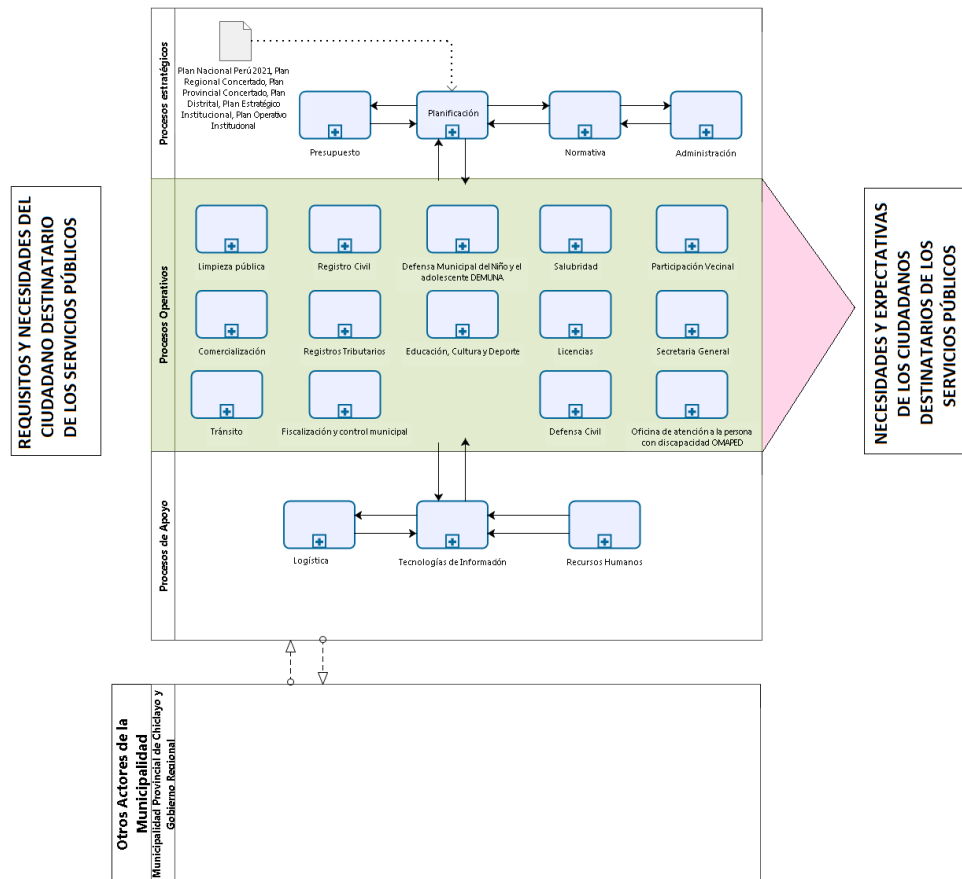 REQUISITOS Y NECESIDADES DEL
CIUDADANO DESTINATARIO
DE LOS SERVICIOS PÚBLICOS
Procesos estratégicos
Plan Nacional Perú 2021, Plan
Regional Concertado, Plan
Provincial Concertado, Plan
Distrital, Plan Estratégico
Institucional, Plan Operativo
Institucional
Presupuesto
Planificación
Normativa
Administración
Procesos Operativos
Limpieza pública
Registro Civil
Defensa Municipal del Niño y el
adolescente DEMUNA
Salubridad
Participación Vecinal
Comercialización
Registros Tributarios
Educación, Cultura y Deporte
Licencias
Secretaria General
Tránsito
Fiscalización y control municipal
Defensa Civil
Oficina de atención a la persona
con discapacidad OMAPED
Procesos de Apoyo
Logística
Tecnologías de Información
Recursos Humanos
NECESIDADES Y EXPECTATIVAS
DE LOS CIUDADANOS
DESTINATARIOS DE LOS
SERVICIOS PÚBLICOS
Otros Actores de la
Municipalidad
Municipalidad Provincial de Chiclayo y
Gobierno Regional